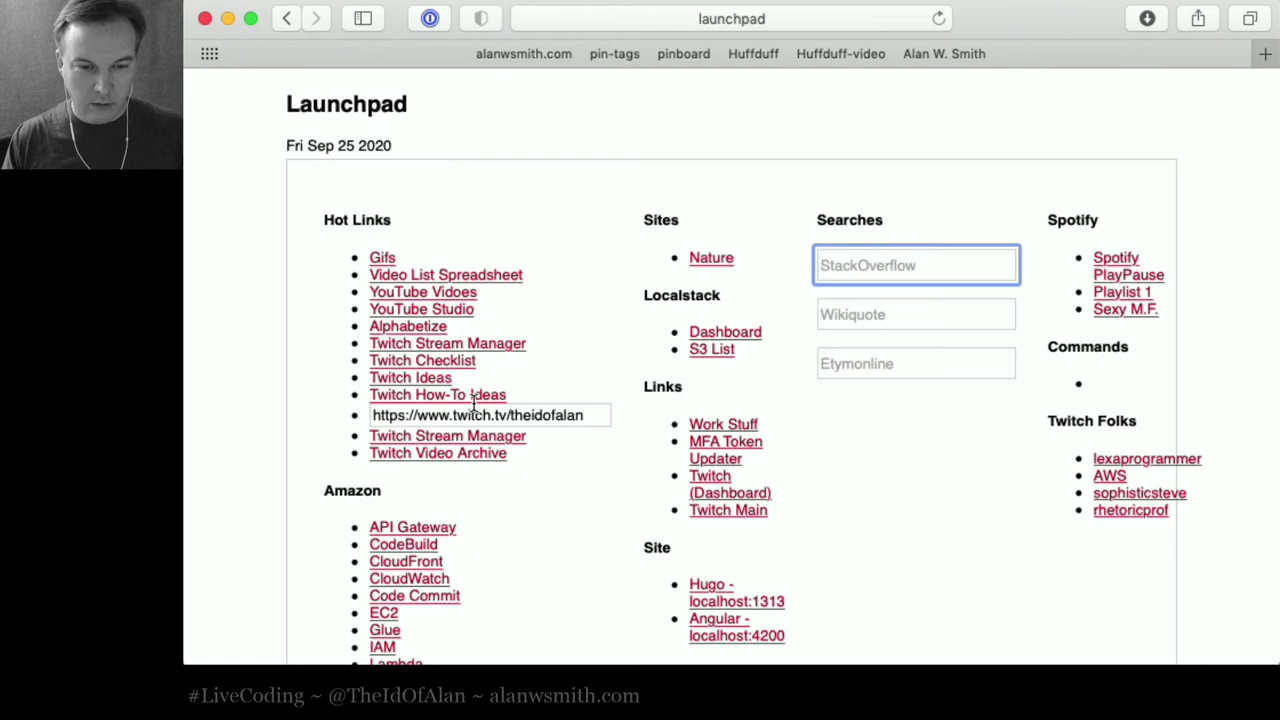 launchpad
alanwsmith.com pin-tags pinboard Huffduff Huffduff-video Alan W. Smith
Launchpad
Fri Sep 25 2020
Hot Links
Gifs
Video List Spreadsheet
YouTube Vidoes
YouTube Studio
Alphabetize
Twitch Stream Manager
Twitch Checklist
Twitch Ideas
Twitch How-To Ideas
https://www.twitch.tv/theidofalan
Twitch Stream Manager
Twitch Video Archive
Amazon
API Gateway
CodeBuild
CloudFront
CloudWatch
Code Commit
EC2
Glue
IAM
Lambda
Sites
Nature
Localstack
Dashboard
S3 List
Links
Work Stuff
MFA Token
Updater
Twitch
(Dashboard)
Twitch Main
Site
Hugo -
localhost:1313
Angular -
localhost:4200
Searches
StackOverflow
Wikiquote
Etymonline
Spotify
Spotify
PlayPause
Playlist 1
Sexy M.F.
Commands
Twitch Folks
lexaprogrammer
AWS
sophisticsteve
rhetoricprof
#LiveCoding ~ @TheIdOfAlan ~ alanwsmith.com